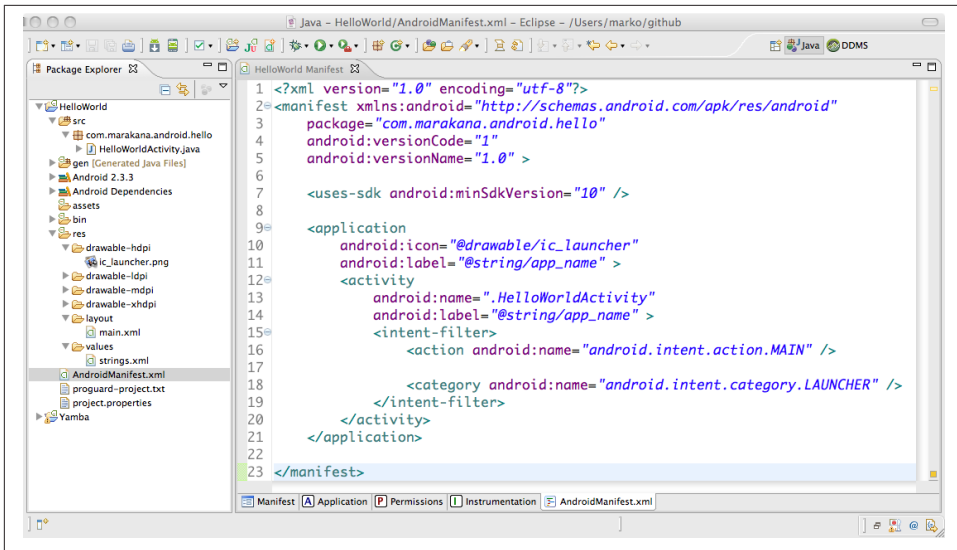 Java – HelloWorld/AndroidManifest.xml – Eclipse – /Users/marko/github
Java DDMS
Package Explorer
HelloWorld
src
com.marakana.android.hello
HelloWorldActivity.java
gen [Generated Java Files]
Android 2.3.3
Android Dependencies
assets
bin
res
drawable-hdpi
ic_launcher.png
drawable-ldpi
drawable-mdpi
drawable-xhdpi
layout
main.xml
values
strings.xml
AndroidManifest.xml
proguard-project.txt
project.properties
Yamba
HelloWorld Manifest
1 <?xml version="1.0" encoding="utf-8"?>
2 <manifest xmlns:android="http://schemas.android.com/apk/res/android"
3 package="com.marakana.android.hello"
4 android:versionCode="1"
5 android:versionName="1.0" >
6
7 <uses-sdk android:minSdkVersion="10" />
8
9 <application
10 android:icon="@drawable/ic_launcher"
11 android:label="@string/app_name" >
12 <activity
13 android:name=".HelloWorldActivity"
14 android:label="@string/app_name" >
15 <intent-filter>
16 <action android:name="android.intent.action.MAIN" />
17
18 <category android:name="android.intent.category.LAUNCHER" />
19 </intent-filter>
20 </activity>
21 </application>
22
23 </manifest>
Manifest A Application P Permissions I Instrumentation AndroidManifest.xml